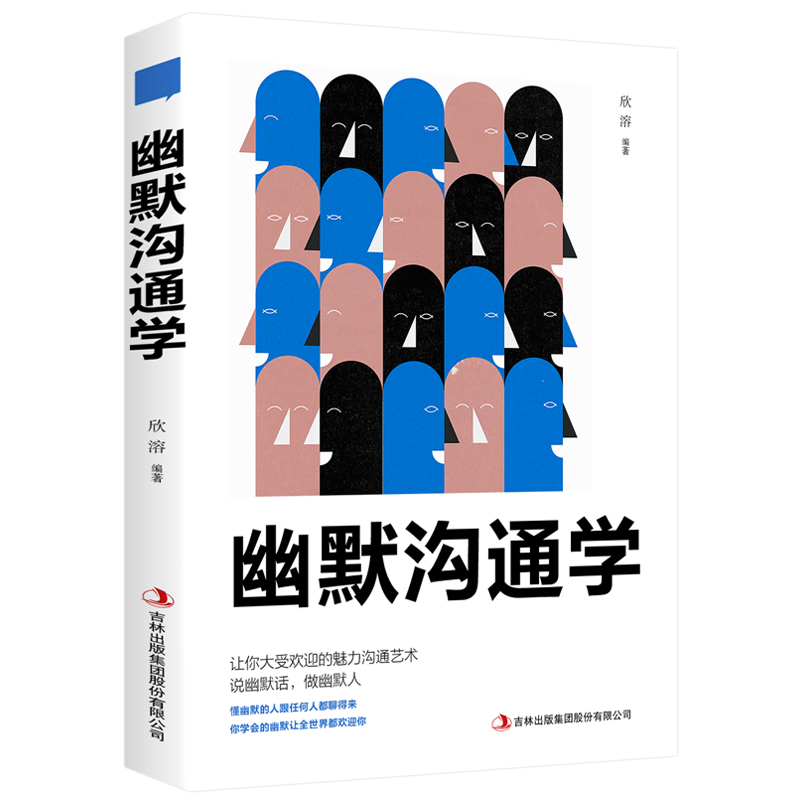 幽默沟通学
欣溶 编著
吉林出版集团股份有限公司
欣溶 编著
幽默沟通学
让你大受欢迎的魅力沟通艺术
说幽默话，做幽默人
懂幽默的人跟任何人都聊得来
你学会的幽默让全世界都欢迎你
吉林出版集团股份有限公司